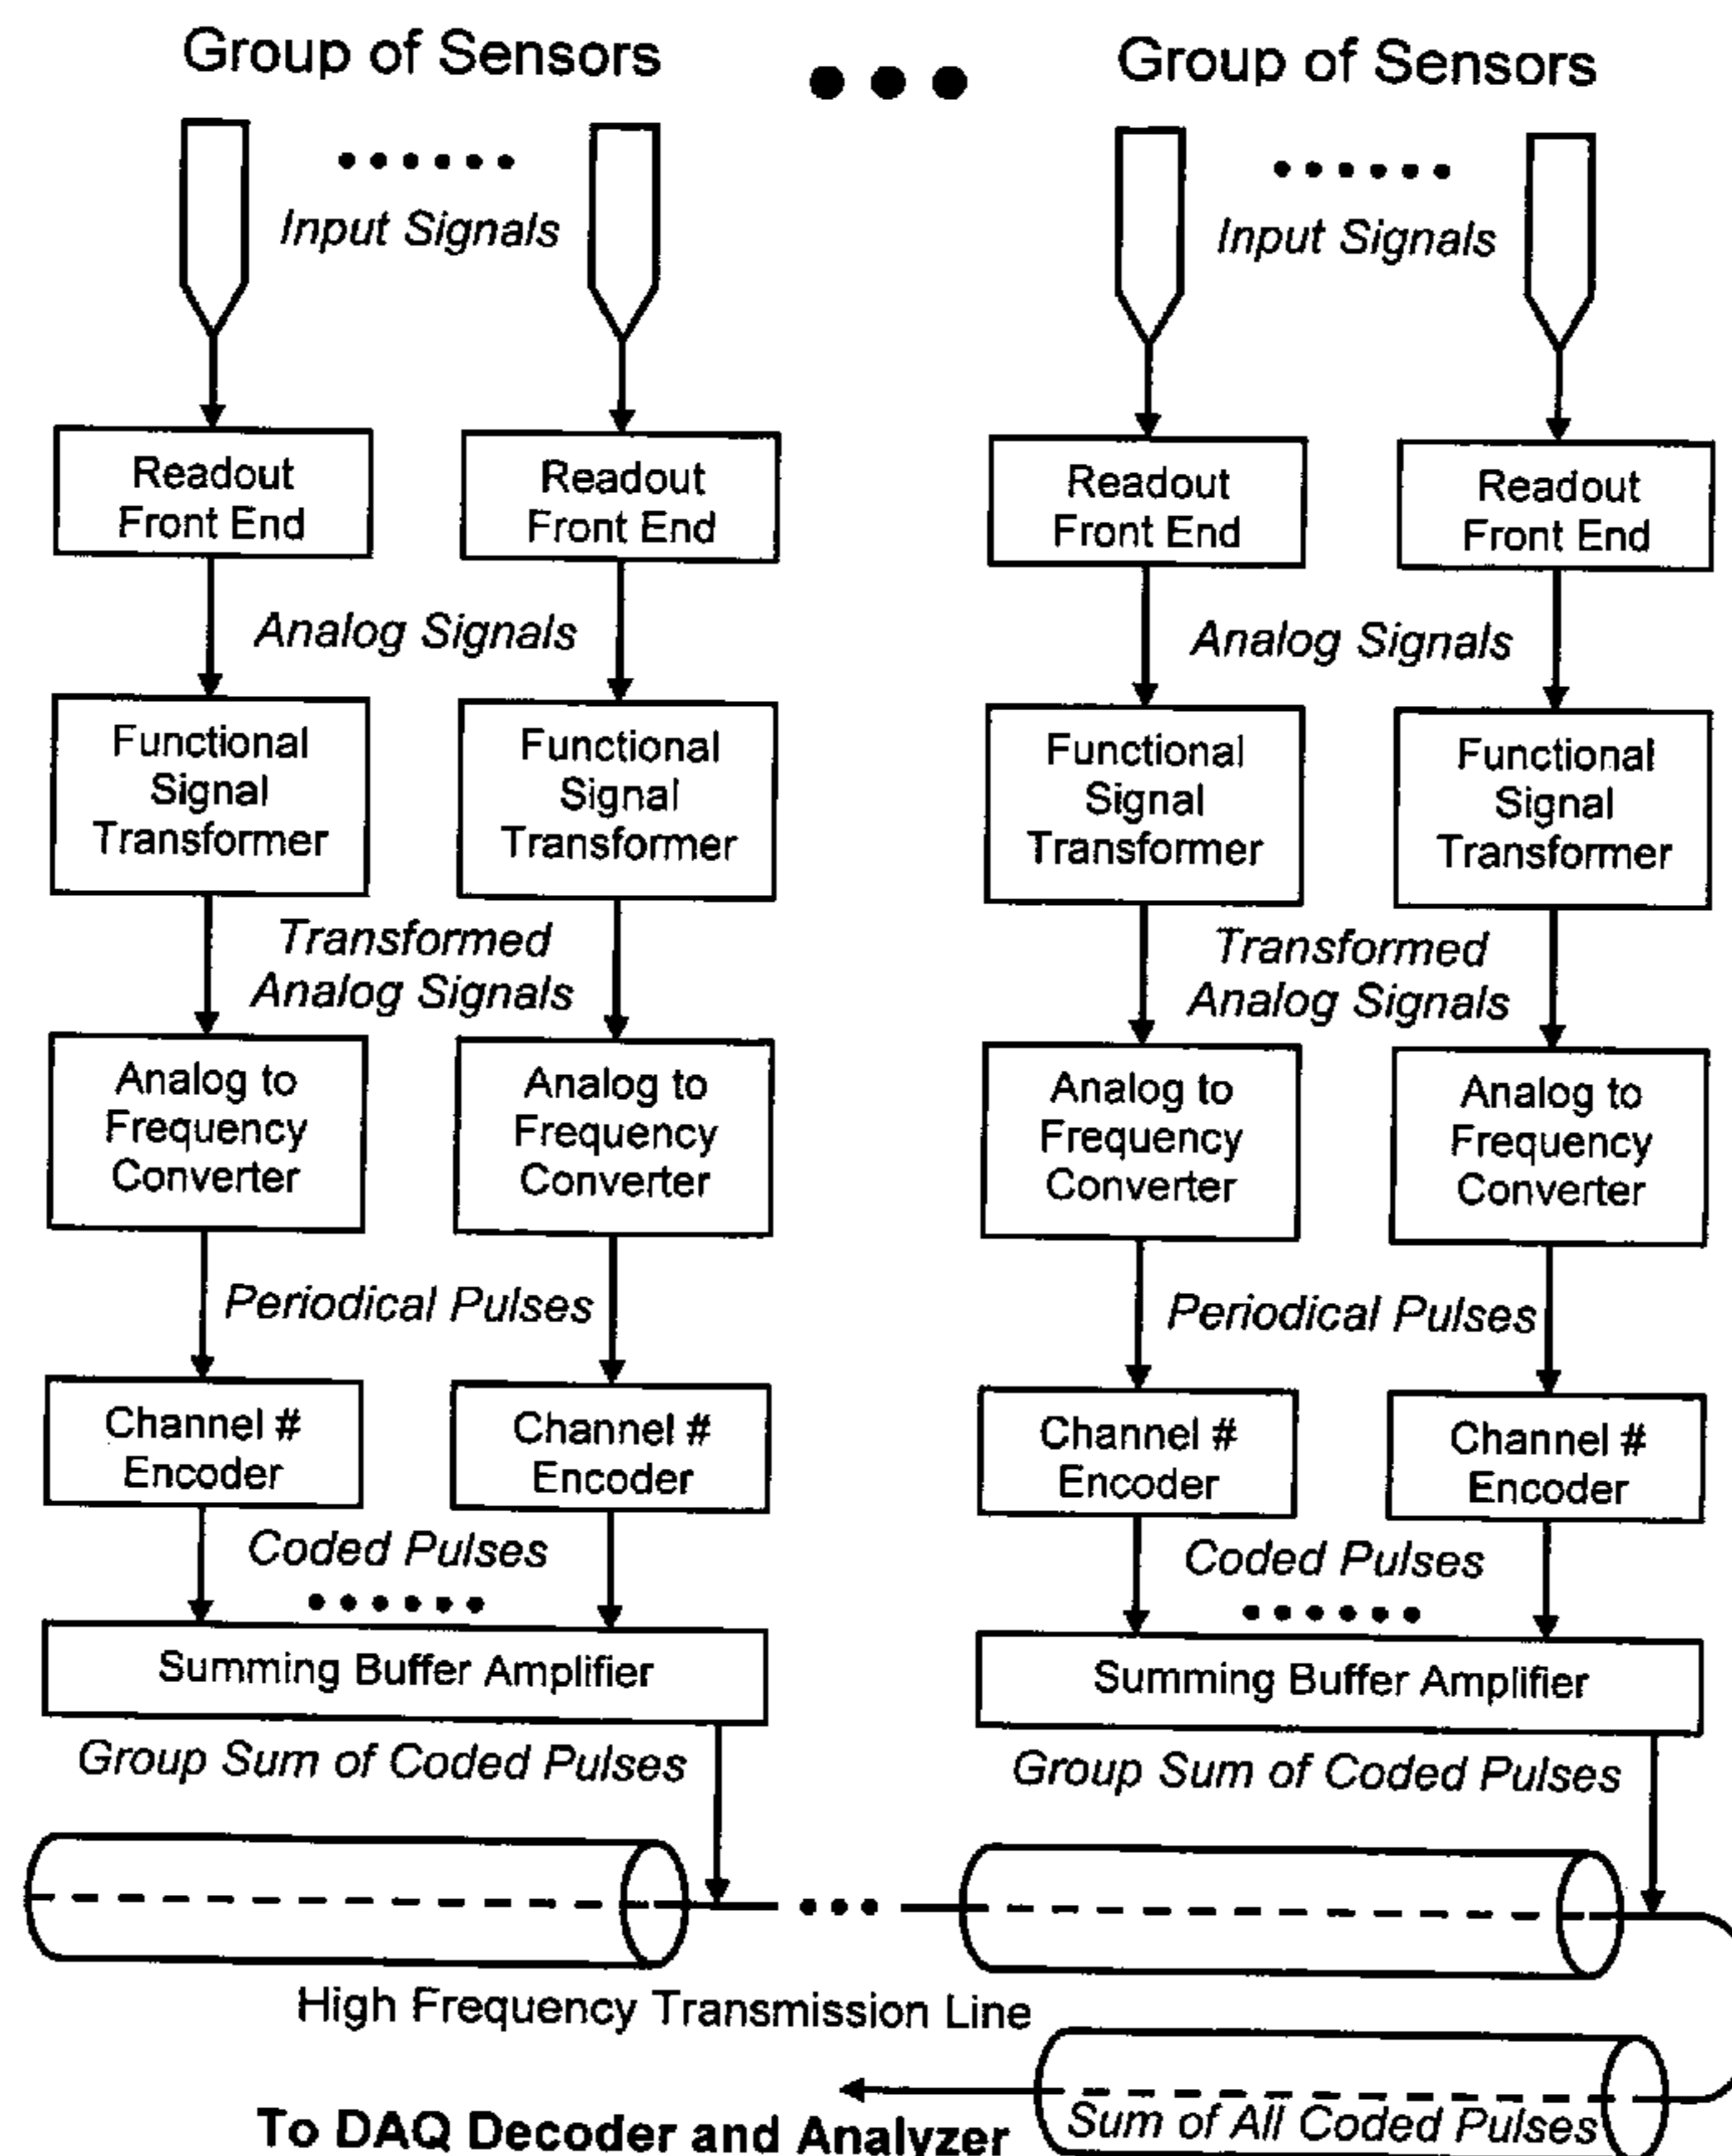 Group of Sensors
Group of Sensors
Input Signals
Input Signals
Readout
Front End
Readout
Front End
Readout
Front End
Readout
Front End
Analog Signals
Analog Signals
Functional
Signal
Transformer
Functional
Signal
Transformer
Functional
Signal
Transformer
Functional
Signal
Transformer
Transformed
Analog Signals
Transformed
Analog Signals
Analog to
Frequency
Converter
Analog to
Frequency
Converter
Analog to
Frequency
Converter
Analog to
Frequency
Converter
Periodical Pulses
Periodical Pulses
Channel #
Encoder
Channel #
Encoder
Channel #
Encoder
Channel #
Encoder
Coded Pulses
Coded Pulses
Summing Buffer Amplifier
Summing Buffer Amplifier
Group Sum of Coded Pulses
Group Sum of Coded Pulses
High Frequency Transmission Line
Sum of All Coded Pulses
To DAQ Decoder and Analyzer